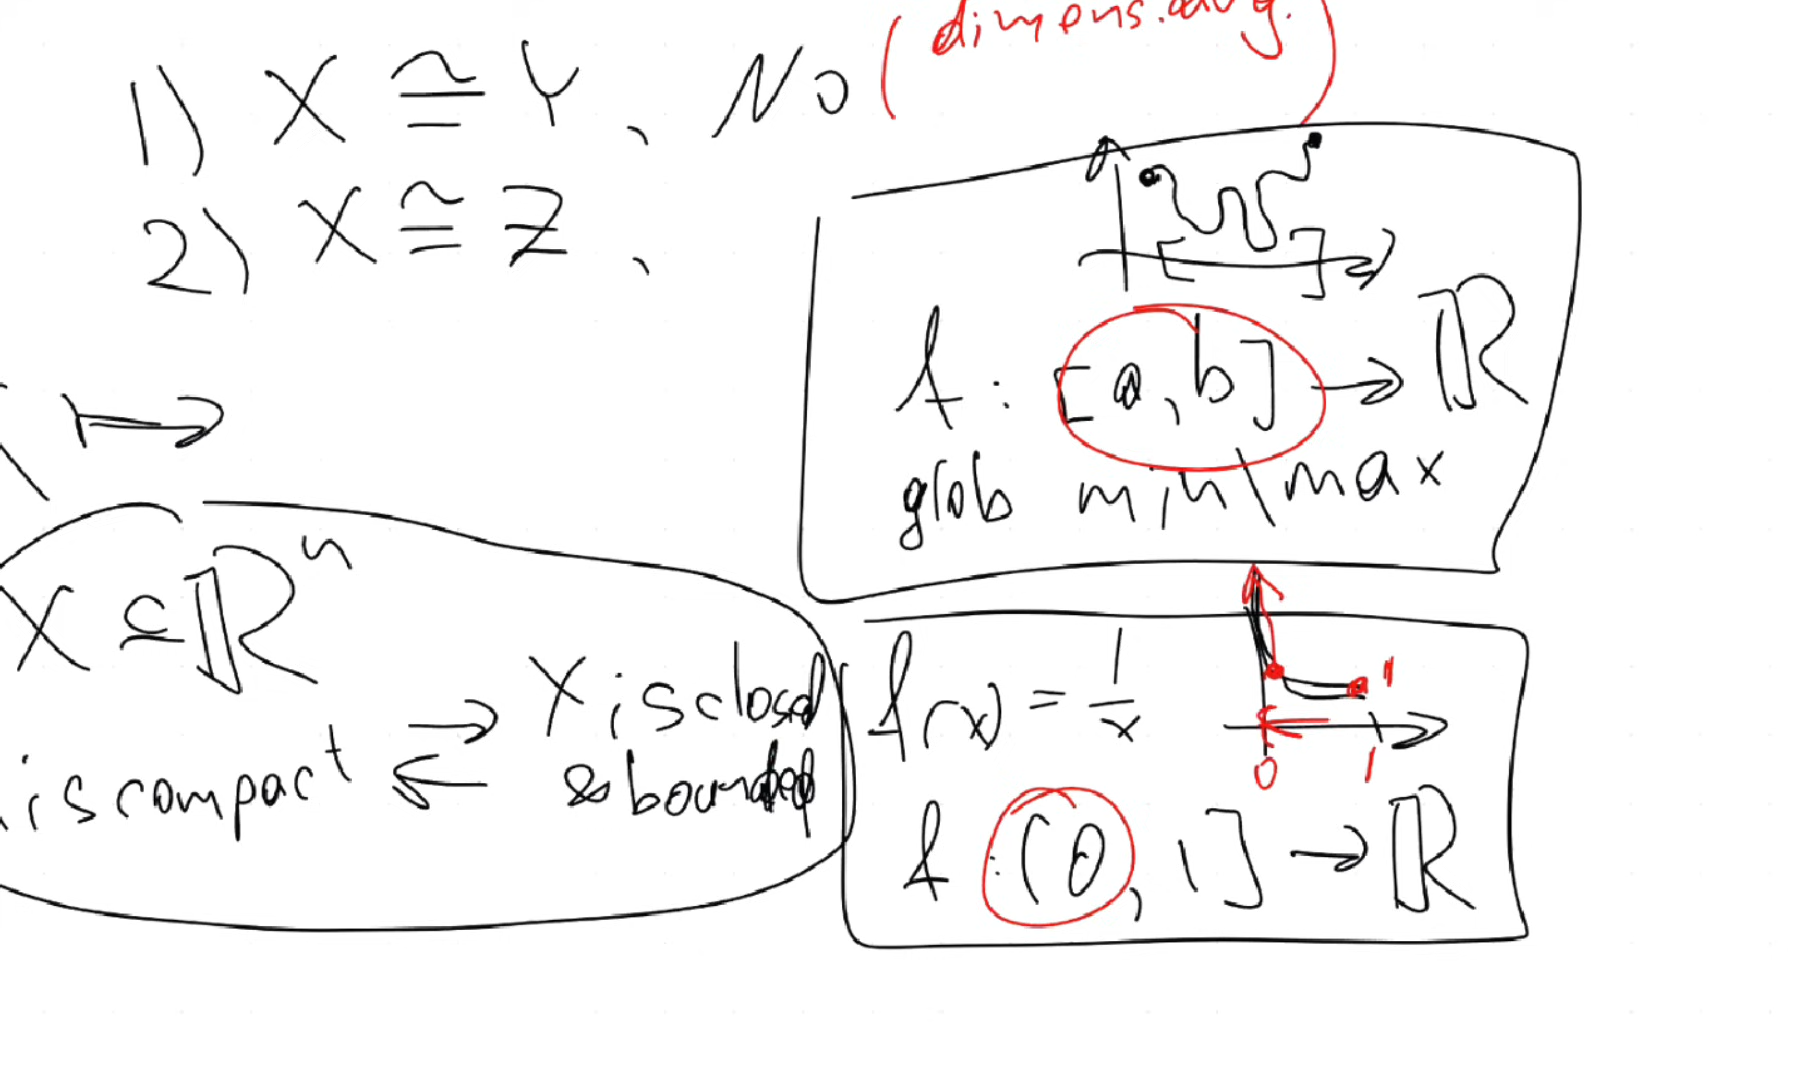 (dimens. arg.)
1) X ≅ Y, No
2) X ≅ Z,
f : [a,b] → ℝ
glob min\max
X ⊆ ℝⁿ
is compact ⇄ X is closed
& bounded
f(x) = 1/x
1
0 1
f : (0, 1] → ℝ